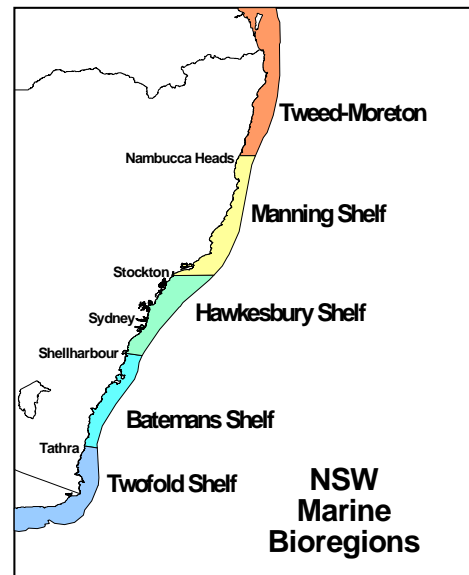 Tweed-Moreton
Nambucca Heads
Manning Shelf
Stockton
Hawkesbury Shelf
Sydney
Shellharbour
Batemans Shelf
Tathra
Twofold Shelf
NSW
Marine
Bioregions